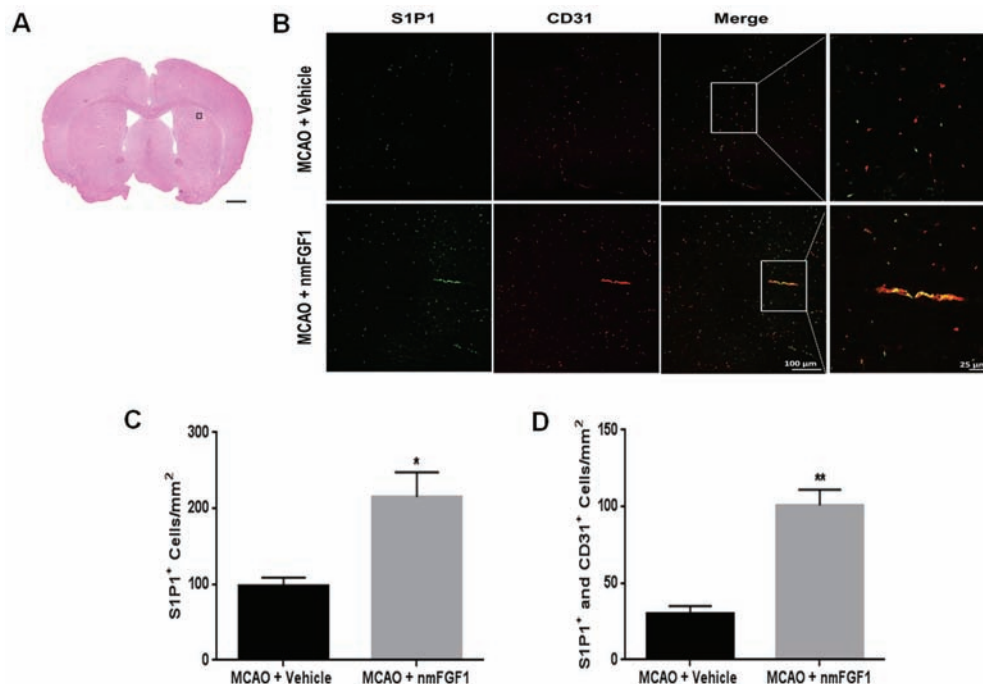 A
B
S1P1 CD31 Merge
MCAO + Vehicle
MCAO + nmFGF1
100 µm
25 µm
C
S1P1⁺ Cells/mm²
300
200
100
0
*
MCAO + Vehicle MCAO + nmFGF1
D
S1P1⁺ and CD31⁺ Cells/mm²
150
100
50
0
**
MCAO + Vehicle MCAO + nmFGF1